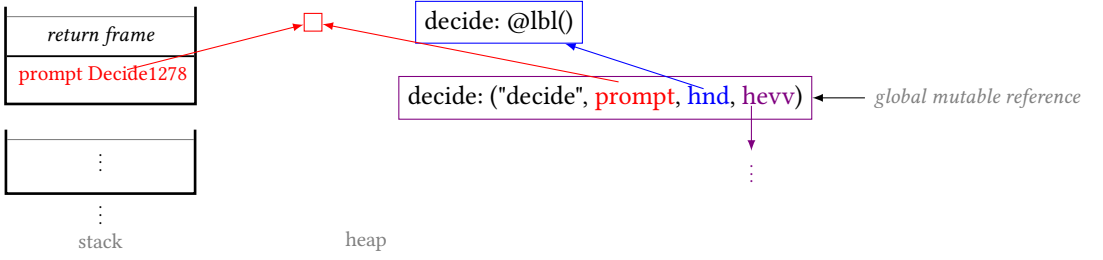 return frame
prompt Decide1278
⋮
⋮
stack
heap
decide: @lbl()
decide: ("decide", prompt, hnd, hevv)
global mutable reference
⋮